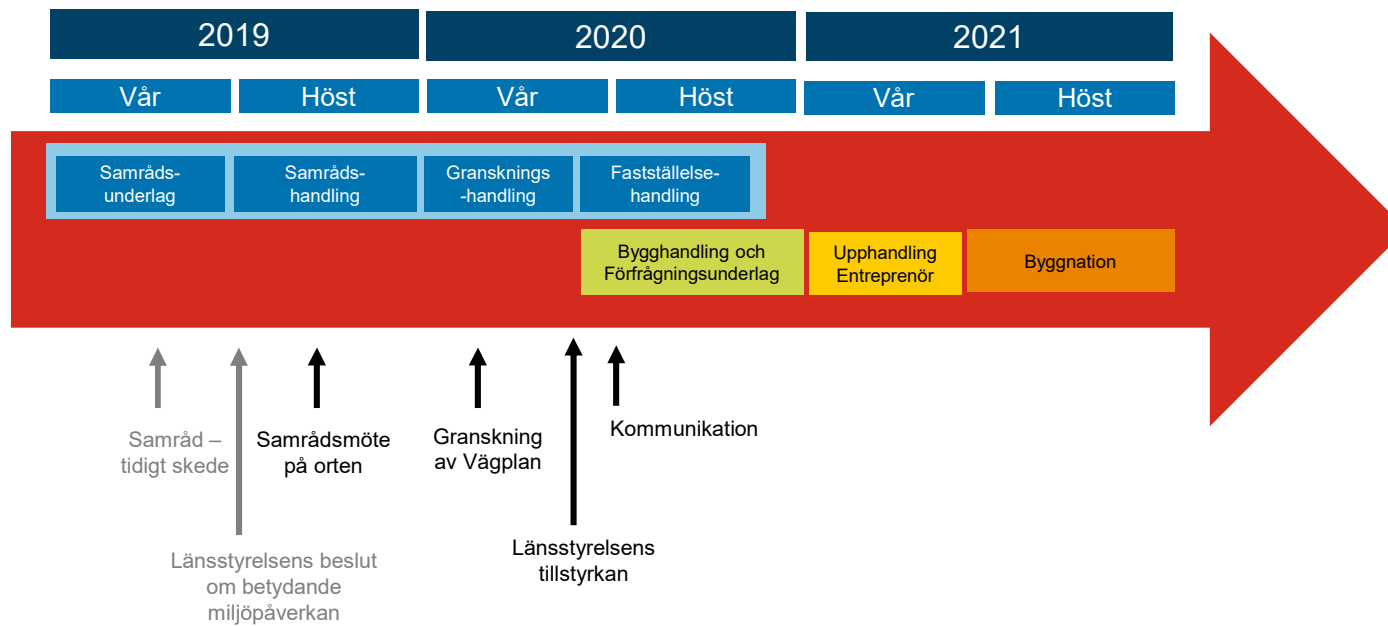 2019
2020
2021
Vår
Höst
Vår
Höst
Vår
Höst
Samråds-
underlag
Samråds-
handling
Gransknings
-handling
Fastställelse-
handling
Bygghandling och
Förfrågningsunderlag
Upphandling
Entreprenör
Byggnation
Samråd –
tidigt skede
Samrådsmöte
på orten
Granskning
av Vägplan
Kommunikation
Länsstyrelsens beslut
om betydande
miljöpåverkan
Länsstyrelsens
tillstyrkan